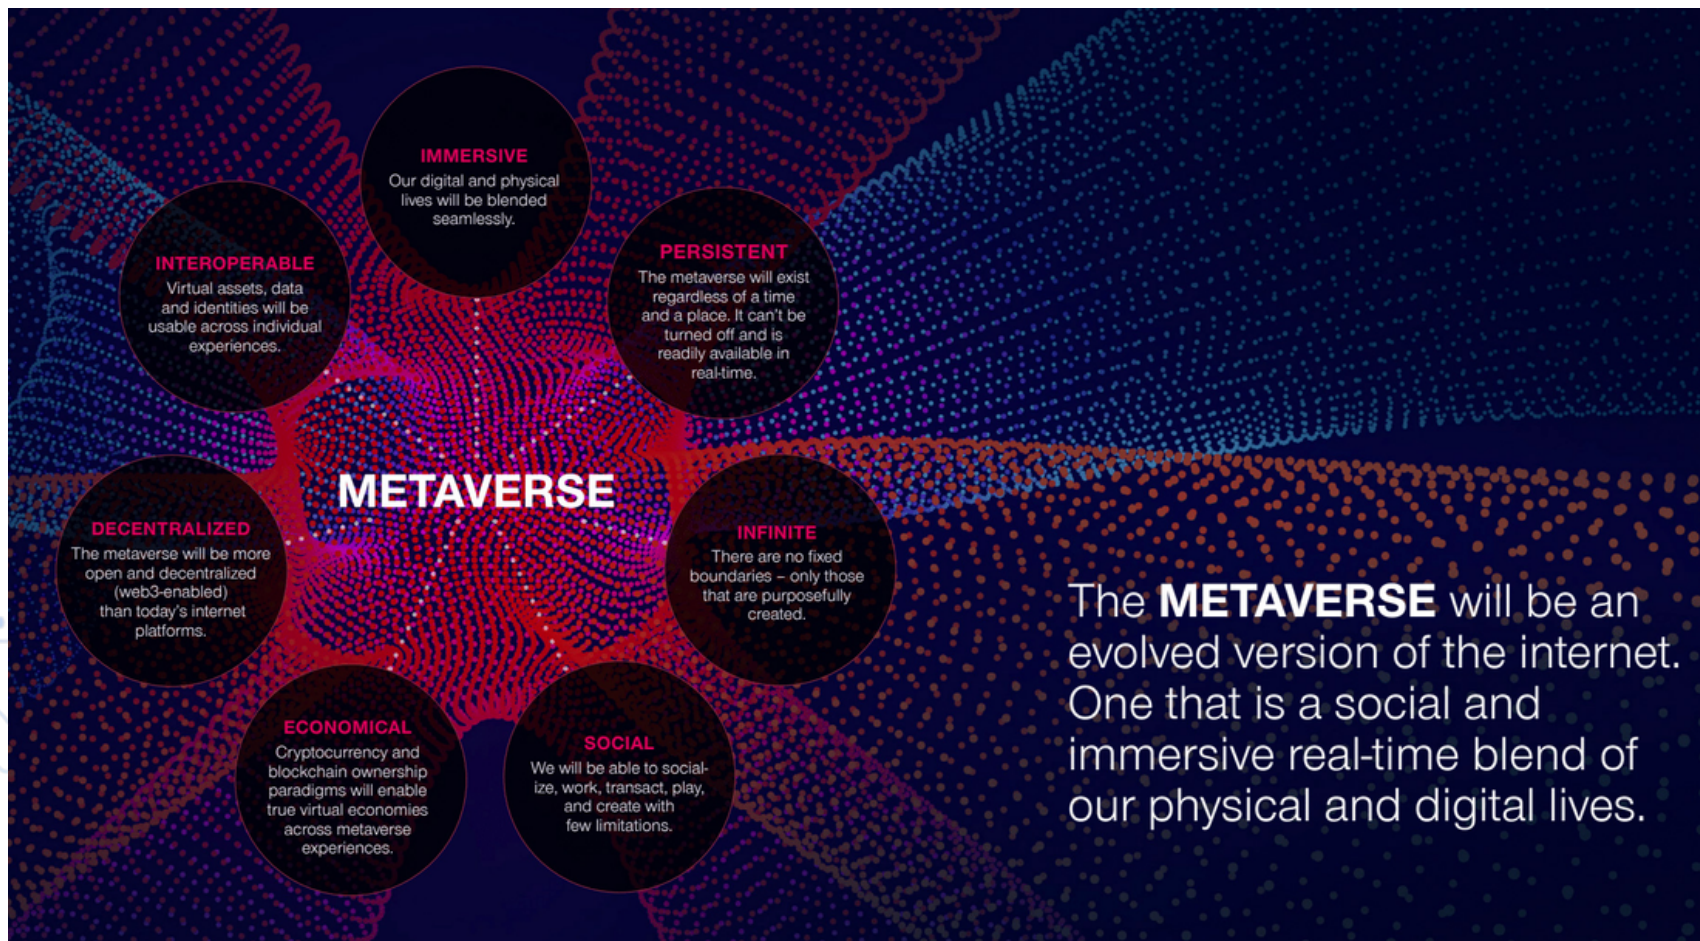 IMMERSIVE
Our digital and physical
lives will be blended
seamlessly.
PERSISTENT
The metaverse will exist
regardless of a time
and a place. It can't be
turned off and is
readily available in
real-time.
INFINITE
There are no fixed
boundaries – only those
that are purposefully
created.
SOCIAL
We will be able to social-
ize, work, transact, play,
and create with
few limitations.
ECONOMICAL
Cryptocurrency and
blockchain ownership
paradigms will enable
true virtual economies
across metaverse
experiences.
DECENTRALIZED
The metaverse will be more
open and decentralized
(web3-enabled)
than today's internet
platforms.
INTEROPERABLE
Virtual assets, data
and identities will be
usable across individual
experiences.
METAVERSE
The METAVERSE will be an
evolved version of the internet.
One that is a social and
immersive real-time blend of
our physical and digital lives.